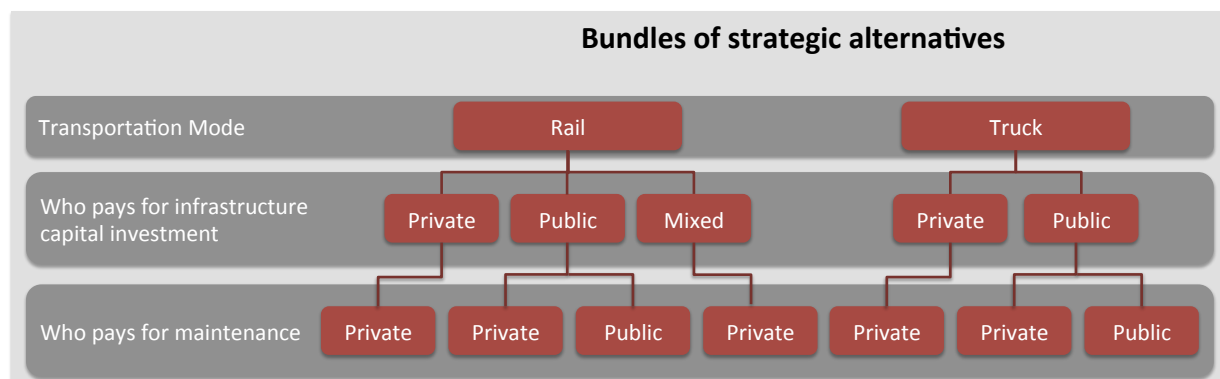 Bundles of strategic alternatives
Transportation Mode
Rail
Truck
Who pays for infrastructure
capital investment
Private
Public
Mixed
Private
Public
Who pays for maintenance
Private
Private
Public
Private
Private
Private
Public